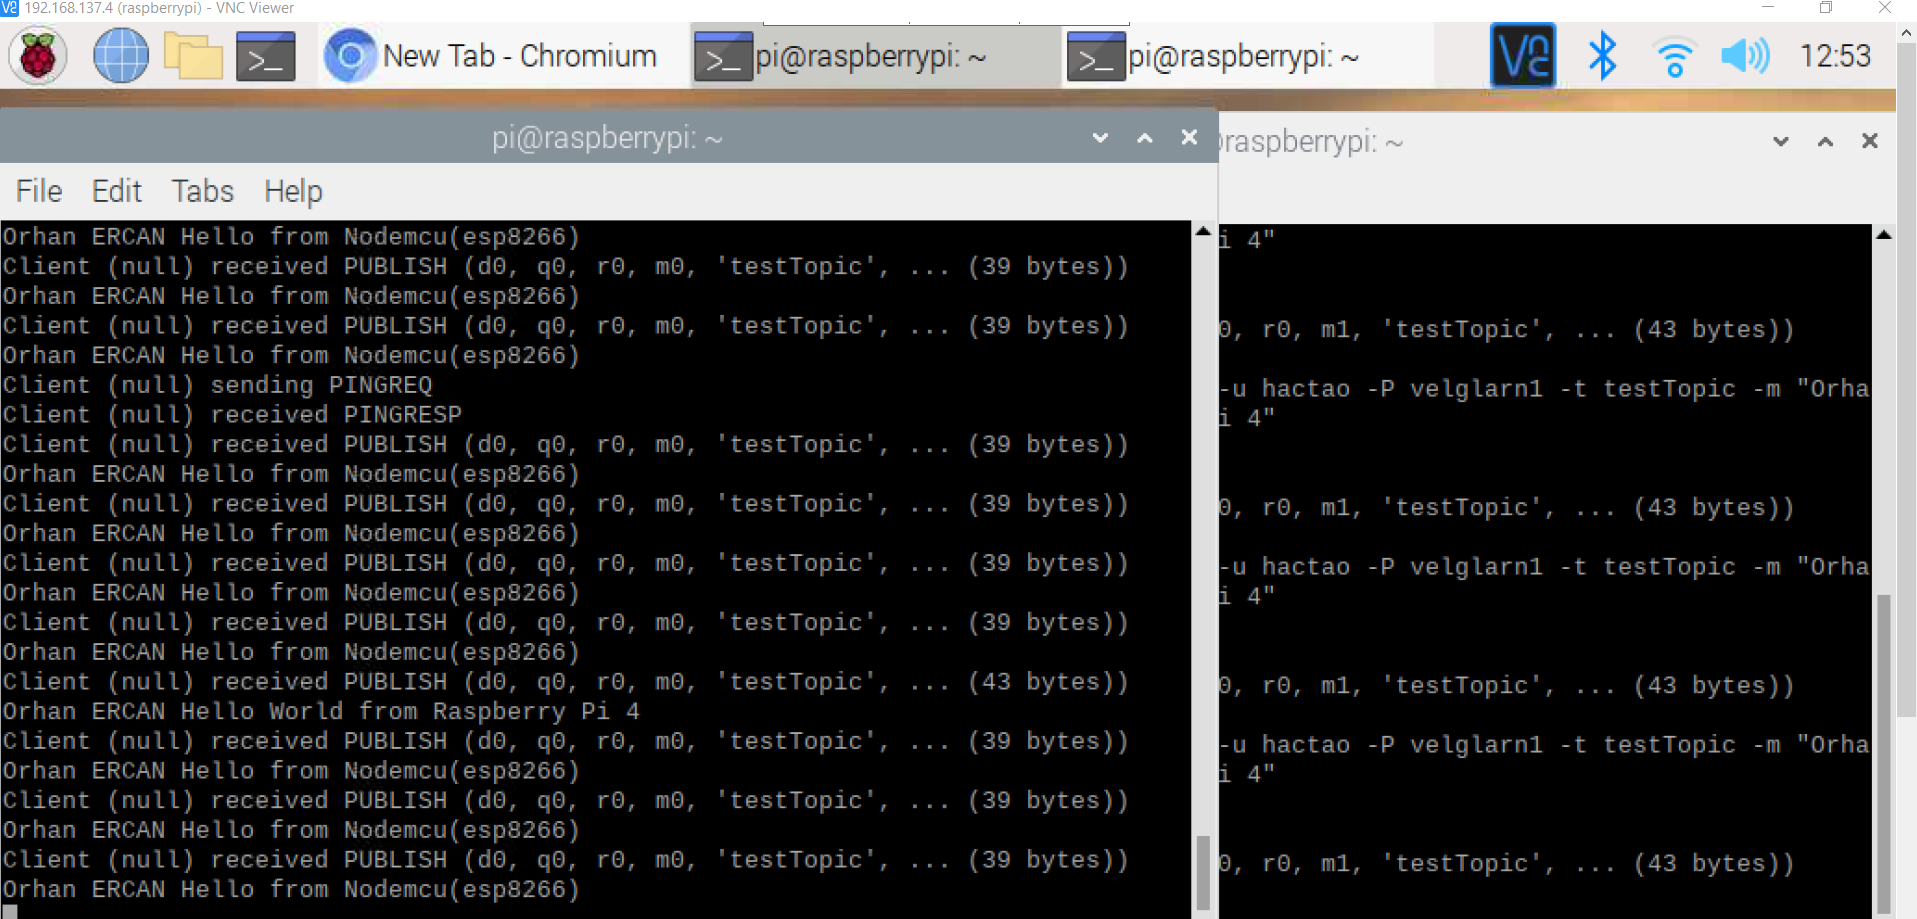 192.168.137.4 (raspberrypi) - VNC Viewer
New Tab - Chromium
pi@raspberrypi: ~
pi@raspberrypi: ~
12:53
pi@raspberrypi: ~
File Edit Tabs Help
Orhan ERCAN Hello from Nodemcu(esp8266)
Client (null) received PUBLISH (d0, q0, r0, m0, 'testTopic', ... (39 bytes))
Orhan ERCAN Hello from Nodemcu(esp8266)
Client (null) received PUBLISH (d0, q0, r0, m0, 'testTopic', ... (39 bytes))
Orhan ERCAN Hello from Nodemcu(esp8266)
Client (null) sending PINGREQ
Client (null) received PINGRESP
Client (null) received PUBLISH (d0, q0, r0, m0, 'testTopic', ... (39 bytes))
Orhan ERCAN Hello from Nodemcu(esp8266)
Client (null) received PUBLISH (d0, q0, r0, m0, 'testTopic', ... (39 bytes))
Orhan ERCAN Hello from Nodemcu(esp8266)
Client (null) received PUBLISH (d0, q0, r0, m0, 'testTopic', ... (39 bytes))
Orhan ERCAN Hello from Nodemcu(esp8266)
Client (null) received PUBLISH (d0, q0, r0, m0, 'testTopic', ... (39 bytes))
Orhan ERCAN Hello from Nodemcu(esp8266)
Client (null) received PUBLISH (d0, q0, r0, m0, 'testTopic', ... (43 bytes))
Orhan ERCAN Hello World from Raspberry Pi 4
Client (null) received PUBLISH (d0, q0, r0, m0, 'testTopic', ... (39 bytes))
Orhan ERCAN Hello from Nodemcu(esp8266)
Client (null) received PUBLISH (d0, q0, r0, m0, 'testTopic', ... (39 bytes))
Orhan ERCAN Hello from Nodemcu(esp8266)
Client (null) received PUBLISH (d0, q0, r0, m0, 'testTopic', ... (39 bytes))
Orhan ERCAN Hello from Nodemcu(esp8266)
raspberrypi: ~
i 4"
0, r0, m1, 'testTopic', ... (43 bytes))
-u hactao -P velglarn1 -t testTopic -m "Orha
i 4"
0, r0, m1, 'testTopic', ... (43 bytes))
-u hactao -P velglarn1 -t testTopic -m "Orha
i 4"
0, r0, m1, 'testTopic', ... (43 bytes))
-u hactao -P velglarn1 -t testTopic -m "Orha
i 4"
0, r0, m1, 'testTopic', ... (43 bytes))